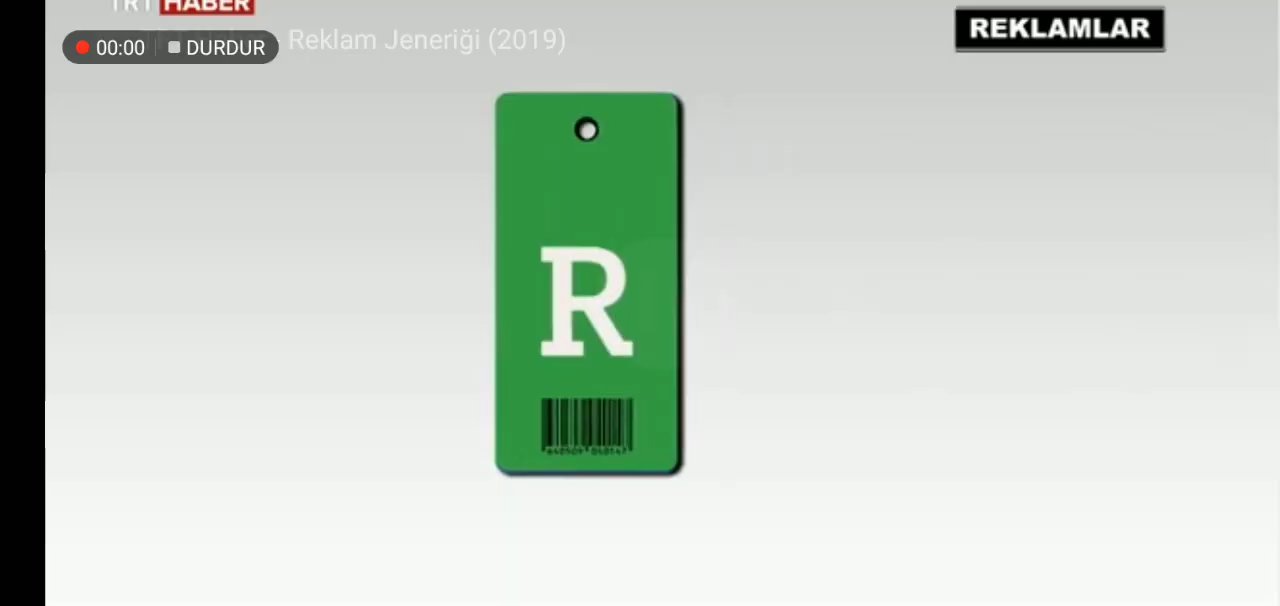 TRT HABER
REKLAMLAR
Reklam Jeneriği (2019)
00:00 DURDUR
R